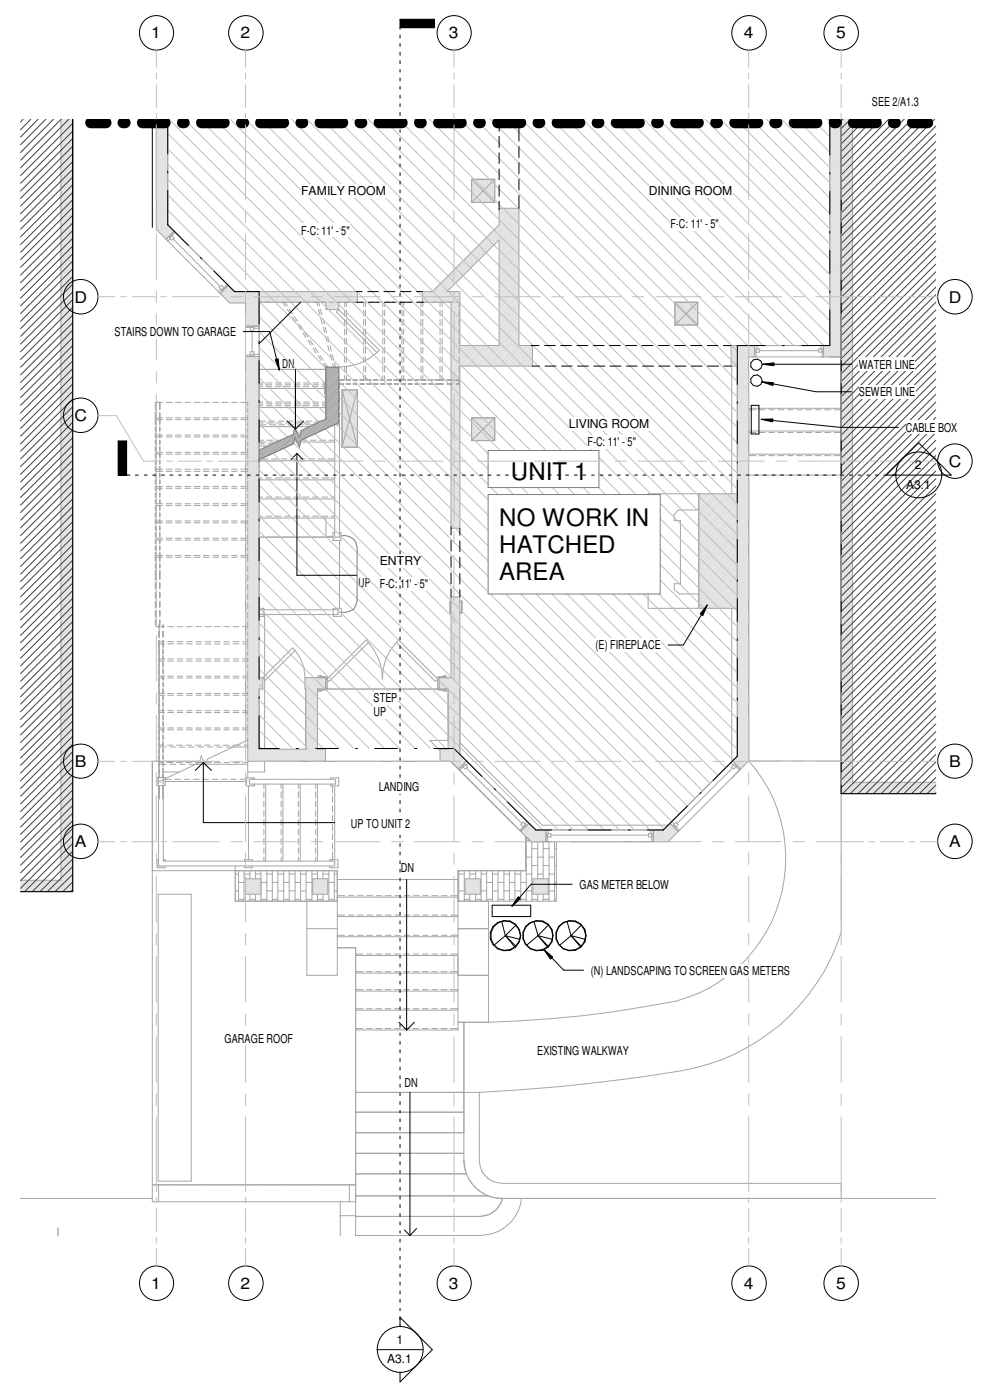 1 2 3 4 5
SEE 2/A1.3
FAMILY ROOM
F-C: 11' - 5"
DINING ROOM
F-C: 11' - 5"
D
D
STAIRS DOWN TO GARAGE
DN
WATER LINE
SEWER LINE
CABLE BOX
C
LIVING ROOM
F-C: 11' - 5"
C
2
A3.1
UNIT 1
NO WORK IN
HATCHED
AREA
ENTRY
UP
F-C: 11' - 5"
(E) FIREPLACE
STEP
UP
B
B
LANDING
UP TO UNIT 2
A
A
DN
GAS METER BELOW
(N) LANDSCAPING TO SCREEN GAS METERS
GARAGE ROOF
EXISTING WALKWAY
DN
1 2 3 4 5
1
A3.1